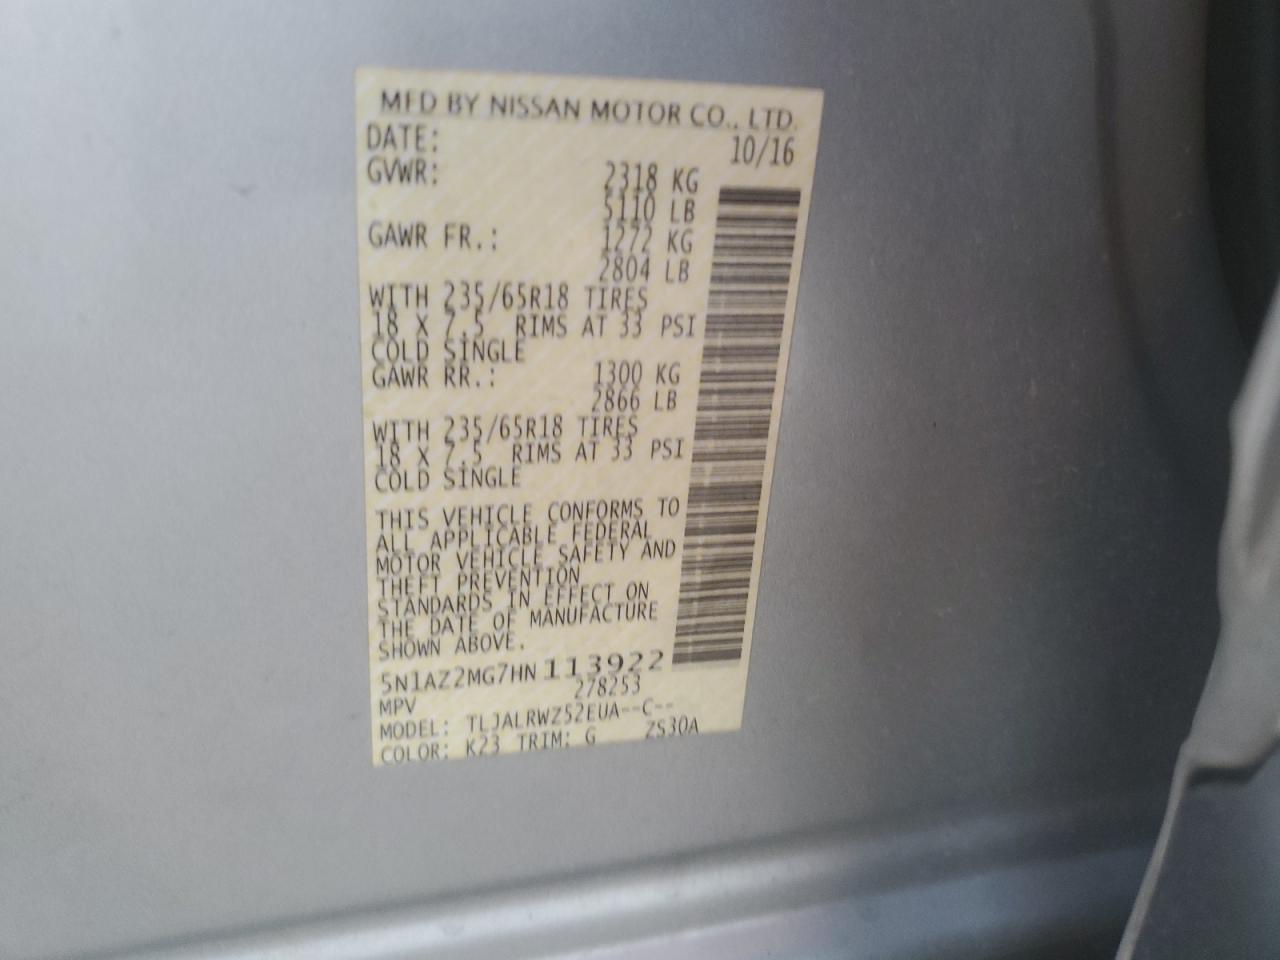 MFD BY NISSAN MOTOR CO., LTD.
DATE: 10/16
GVWR: 2318 KG
5110 LB
GAWR FR.: 1272 KG
2804 LB
WITH 235/65R18 TIRES
18 X 7.5 RIMS AT 33 PSI
COLD SINGLE
GAWR RR.: 1300 KG
2866 LB
WITH 235/65R18 TIRES
18 X 7.5 RIMS AT 33 PSI
COLD SINGLE
THIS VEHICLE CONFORMS TO
ALL APPLICABLE FEDERAL
MOTOR VEHICLE SAFETY AND
THEFT PREVENTION
STANDARDS IN EFFECT ON
THE DATE OF MANUFACTURE
SHOWN ABOVE.
5N1AZ2MG7HN113922
278253
MPV
MODEL: TLJALRWZ52EUA--C--
COLOR: K23 TRIM: G ZS30A